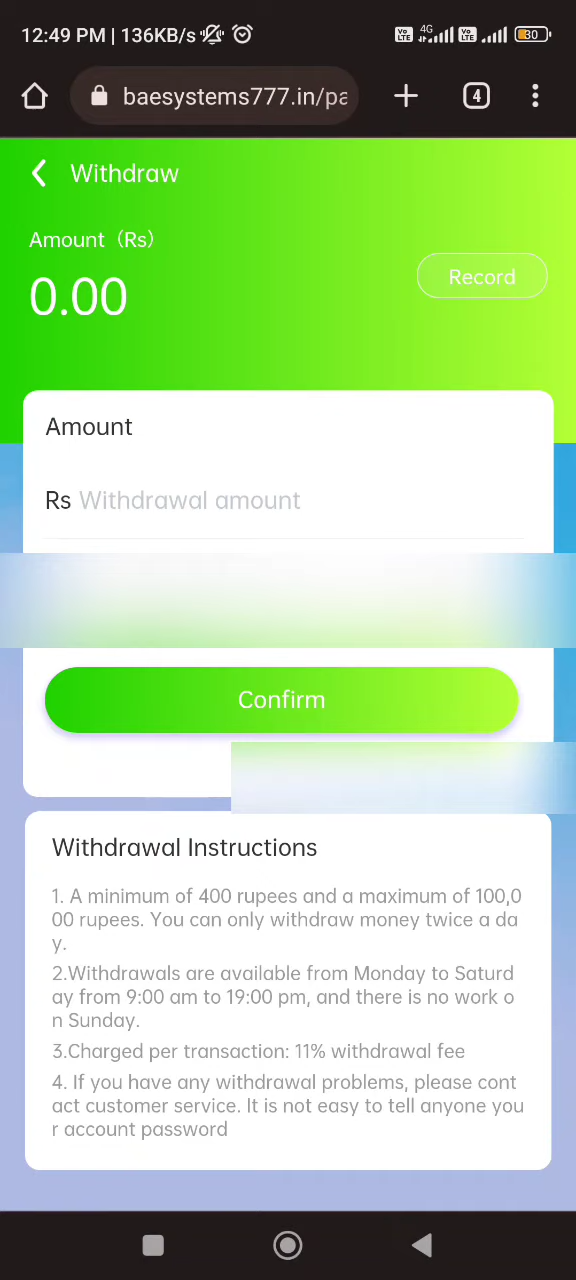 12:49 PM | 136KB/s
Vo LTE 4G Vo LTE 30
baesystems777.in/pa
4
Withdraw
Amount（Rs）
0.00
Record
Amount
Rs Withdrawal amount
Confirm
Withdrawal Instructions
1. A minimum of 400 rupees and a maximum of 100,0
00 rupees. You can only withdraw money twice a da
y.
2.Withdrawals are available from Monday to Saturd
ay from 9:00 am to 19:00 pm, and there is no work o
n Sunday.
3.Charged per transaction: 11% withdrawal fee
4. If you have any withdrawal problems, please cont
act customer service. It is not easy to tell anyone you
r account password